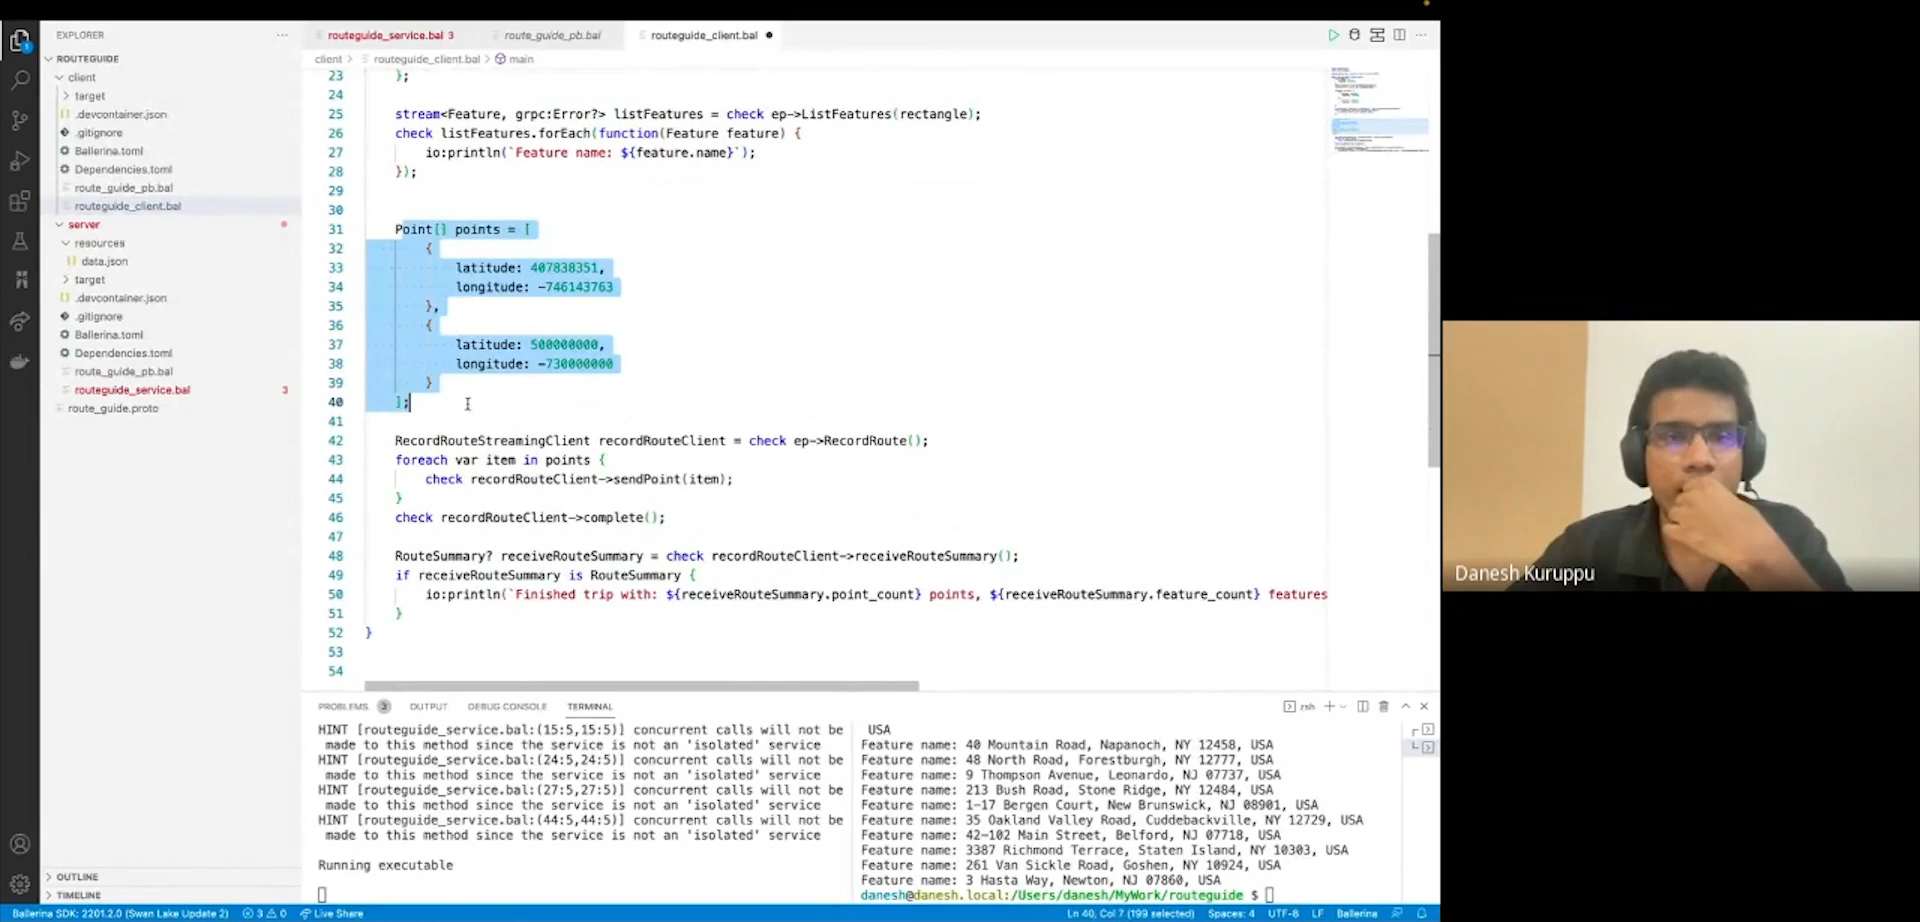 EXPLORER
ROUTEGUIDE
client
target
.devcontainer.json
.gitignore
Ballerina.toml
Dependencies.toml
route_guide_pb.bal
routeguide_client.bal
server
resources
data.json
target
.devcontainer.json
.gitignore
Ballerina.toml
Dependencies.toml
route_guide_pb.bal
routeguide_service.bal 3
route_guide.proto
OUTLINE
TIMELINE
routeguide_service.bal 3 route_guide_pb.bal routeguide_client.bal
client > routeguide_client.bal > main
23 };
24
25 stream<Feature, grpc:Error?> listFeatures = check ep->ListFeatures(rectangle);
26 check listFeatures.forEach(function(Feature feature) {
27 io:println(`Feature name: ${feature.name}`);
28 });
29
30
31 Point[] points = [
32 {
33 latitude: 407838351,
34 longitude: -746143763
35 },
36 {
37 latitude: 500000000,
38 longitude: -730000000
39 }
40 ];
41
42 RecordRouteStreamingClient recordRouteClient = check ep->RecordRoute();
43 foreach var item in points {
44 check recordRouteClient->sendPoint(item);
45 }
46 check recordRouteClient->complete();
47
48 RouteSummary? receiveRouteSummary = check recordRouteClient->receiveRouteSummary();
49 if receiveRouteSummary is RouteSummary {
50 io:println(`Finished trip with: ${receiveRouteSummary.point_count} points, ${receiveRouteSummary.feature_count} features
51 }
52 }
53
54
PROBLEMS 3 OUTPUT DEBUG CONSOLE TERMINAL
zsh
HINT [routeguide_service.bal:(15:5,15:5)] concurrent calls will not be
made to this method since the service is not an 'isolated' service
HINT [routeguide_service.bal:(24:5,24:5)] concurrent calls will not be
made to this method since the service is not an 'isolated' service
HINT [routeguide_service.bal:(27:5,27:5)] concurrent calls will not be
made to this method since the service is not an 'isolated' service
HINT [routeguide_service.bal:(44:5,44:5)] concurrent calls will not be
made to this method since the service is not an 'isolated' service
Running executable
USA
Feature name: 40 Mountain Road, Napanoch, NY 12458, USA
Feature name: 48 North Road, Forestburgh, NY 12777, USA
Feature name: 9 Thompson Avenue, Leonardo, NJ 07737, USA
Feature name: 213 Bush Road, Stone Ridge, NY 12484, USA
Feature name: 1-17 Bergen Court, New Brunswick, NJ 08901, USA
Feature name: 35 Oakland Valley Road, Cuddebackville, NY 12729, USA
Feature name: 42-102 Main Street, Belford, NJ 07718, USA
Feature name: 3387 Richmond Terrace, Staten Island, NY 10303, USA
Feature name: 261 Van Sickle Road, Goshen, NY 10924, USA
Feature name: 3 Hasta Way, Newton, NJ 07860, USA
danesh@danesh.local:/Users/danesh/MyWork/routeguide $
Ballerina SDK: 2201.2.0 (Swan Lake Update 2) 3 0 Live Share
Ln 40, Col 7 (199 selected) Spaces: 4 UTF-8 LF Ballerina
Danesh Kuruppu